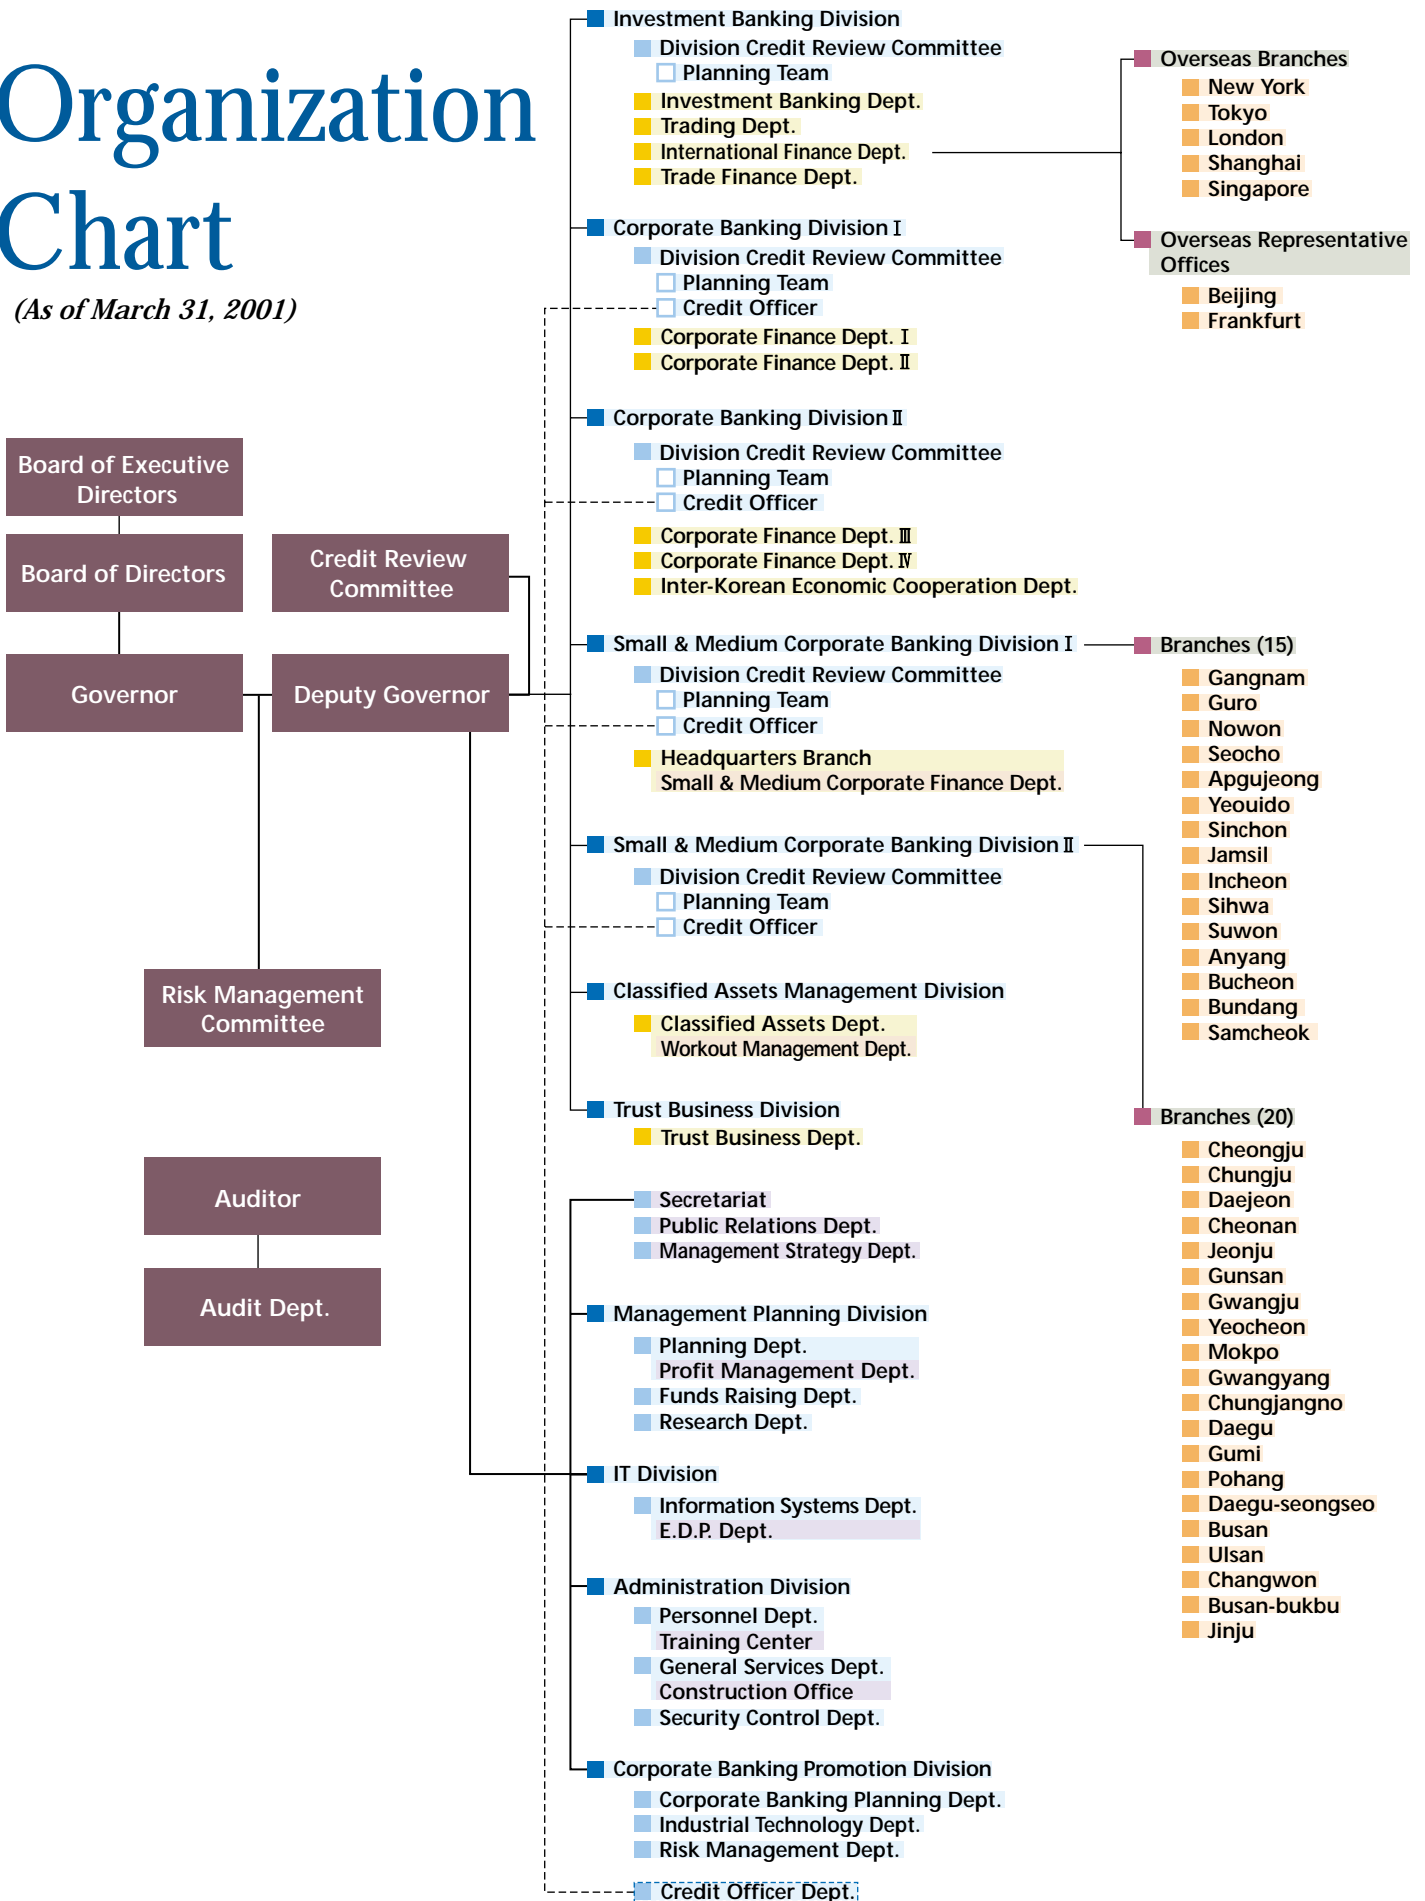 Organization
Chart
(As of March 31, 2001)
Board of Executive
Directors
Board of Directors
Governor
Credit Review
Committee
Deputy Governor
Risk Management
Committee
Auditor
Audit Dept.
Investment Banking Division
Division Credit Review Committee
Planning Team
Investment Banking Dept.
Trading Dept.
International Finance Dept.
Trade Finance Dept.
Corporate Banking Division Ⅰ
Division Credit Review Committee
Planning Team
Credit Officer
Corporate Finance Dept. Ⅰ
Corporate Finance Dept. Ⅱ
Corporate Banking Division Ⅱ
Division Credit Review Committee
Planning Team
Credit Officer
Corporate Finance Dept. Ⅲ
Corporate Finance Dept. Ⅳ
Inter-Korean Economic Cooperation Dept.
Small & Medium Corporate Banking Division Ⅰ
Division Credit Review Committee
Planning Team
Credit Officer
Headquarters Branch
Small & Medium Corporate Finance Dept.
Small & Medium Corporate Banking Division Ⅱ
Division Credit Review Committee
Planning Team
Credit Officer
Classified Assets Management Division
Classified Assets Dept.
Workout Management Dept.
Trust Business Division
Trust Business Dept.
Secretariat
Public Relations Dept.
Management Strategy Dept.
Management Planning Division
Planning Dept.
Profit Management Dept.
Funds Raising Dept.
Research Dept.
IT Division
Information Systems Dept.
E.D.P. Dept.
Administration Division
Personnel Dept.
Training Center
General Services Dept.
Construction Office
Security Control Dept.
Corporate Banking Promotion Division
Corporate Banking Planning Dept.
Industrial Technology Dept.
Risk Management Dept.
Credit Officer Dept.
Overseas Branches
New York
Tokyo
London
Shanghai
Singapore
Overseas Representative
Offices
Beijing
Frankfurt
Branches (15)
Gangnam
Guro
Nowon
Seocho
Apgujeong
Yeouido
Sinchon
Jamsil
Incheon
Sihwa
Suwon
Anyang
Bucheon
Bundang
Samcheok
Branches (20)
Cheongju
Chungju
Daejeon
Cheonan
Jeonju
Gunsan
Gwangju
Yeocheon
Mokpo
Gwangyang
Chungjangno
Daegu
Gumi
Pohang
Daegu-seongseo
Busan
Ulsan
Changwon
Busan-bukbu
Jinju